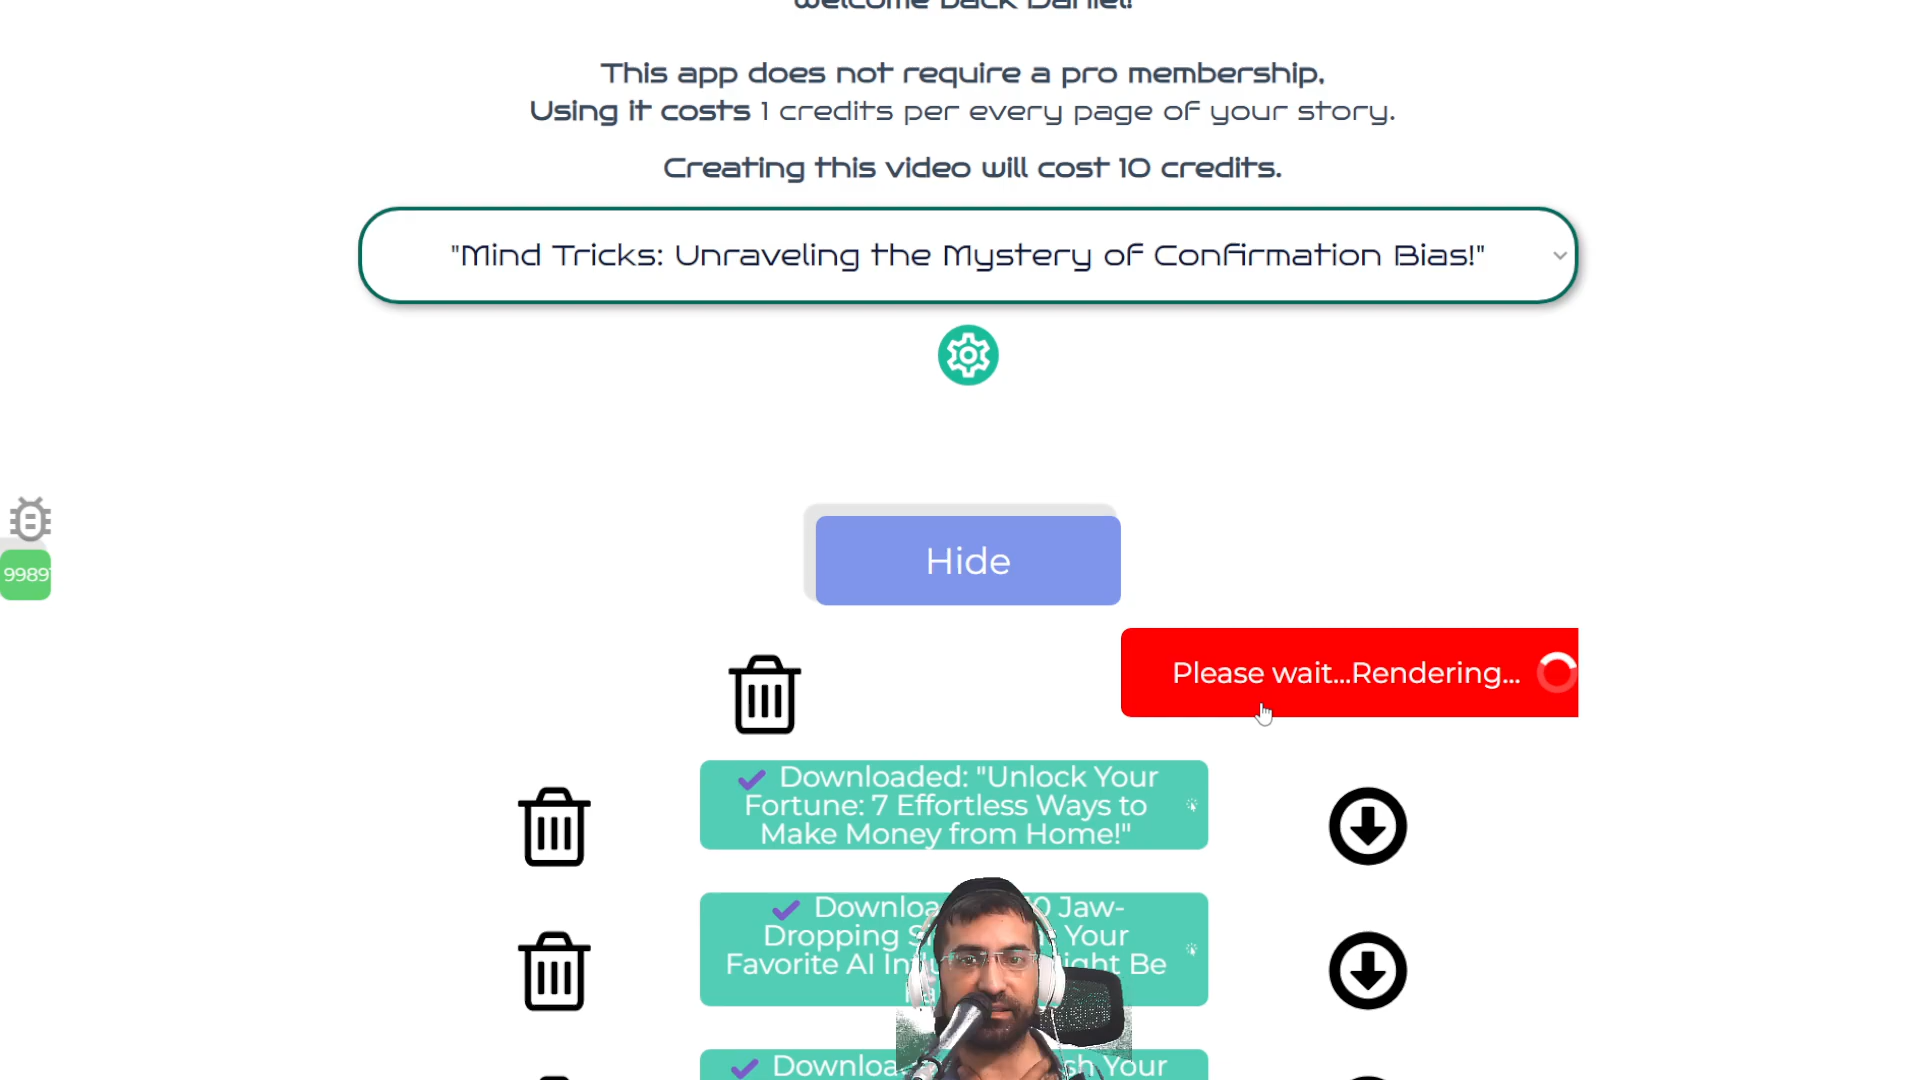 Welcome back Daniel!
This app does not require a pro membership,
Using it costs 1 credits per every page of your story.
Creating this video will cost 10 credits.
"Mind Tricks: Unraveling the Mystery of Confirmation Bias!"
9989
Hide
Please wait...Rendering...
Downloaded: "Unlock Your
Fortune: 7 Effortless Ways to
Make Money from Home!"
Jaw-
Dropping Your
Favorite AI Be
Your